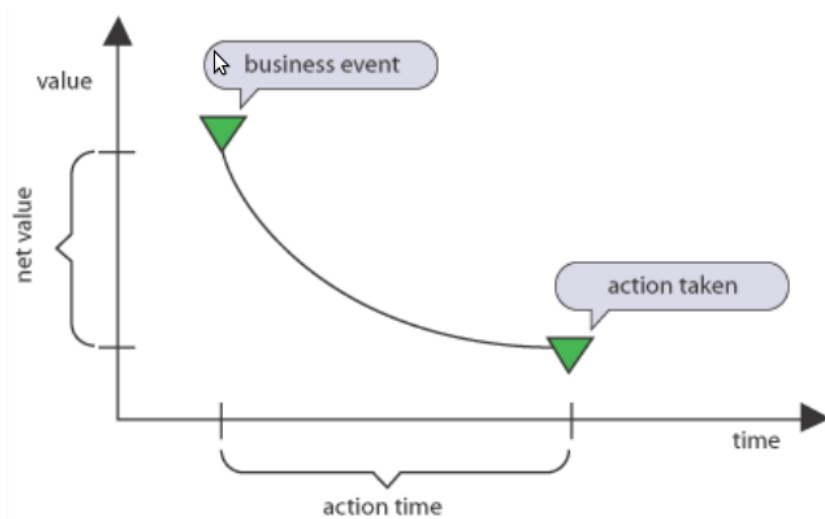 business event
value
net value
action taken
time
action time